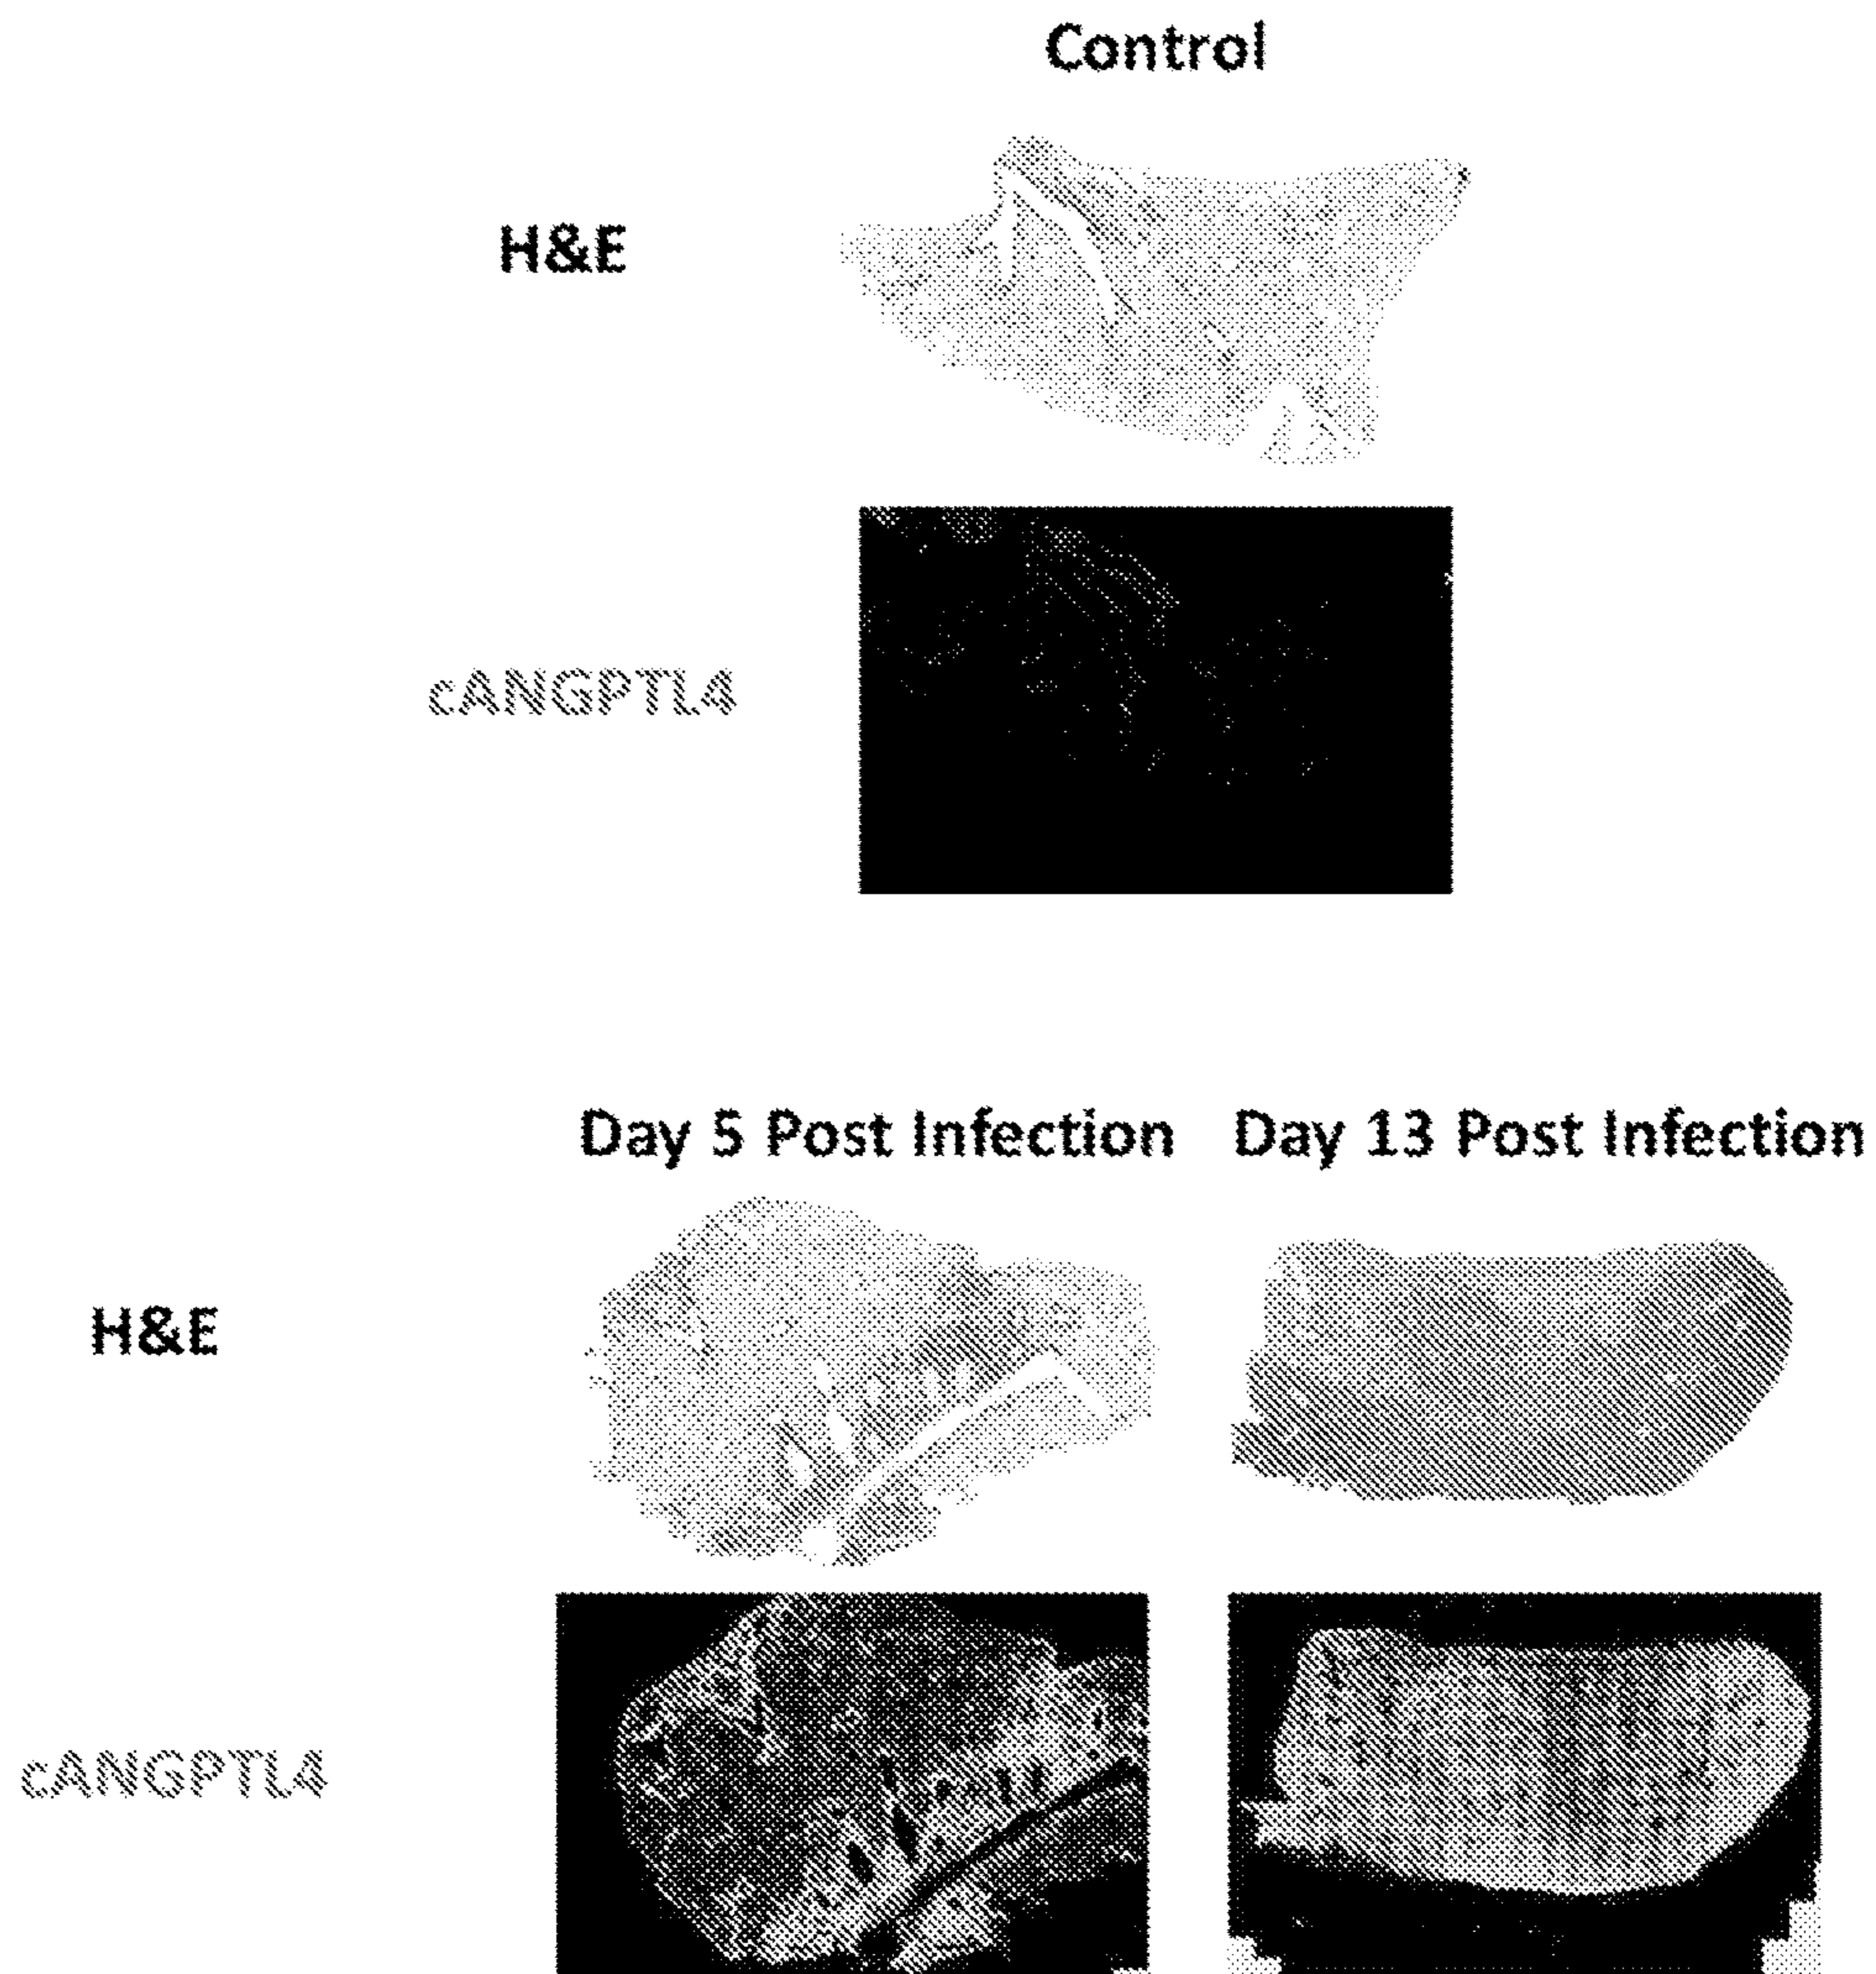 Control
H&E
cANGPTL4
Day 5 Post Infection
Day 13 Post Infection
H&E
cANGPTL4